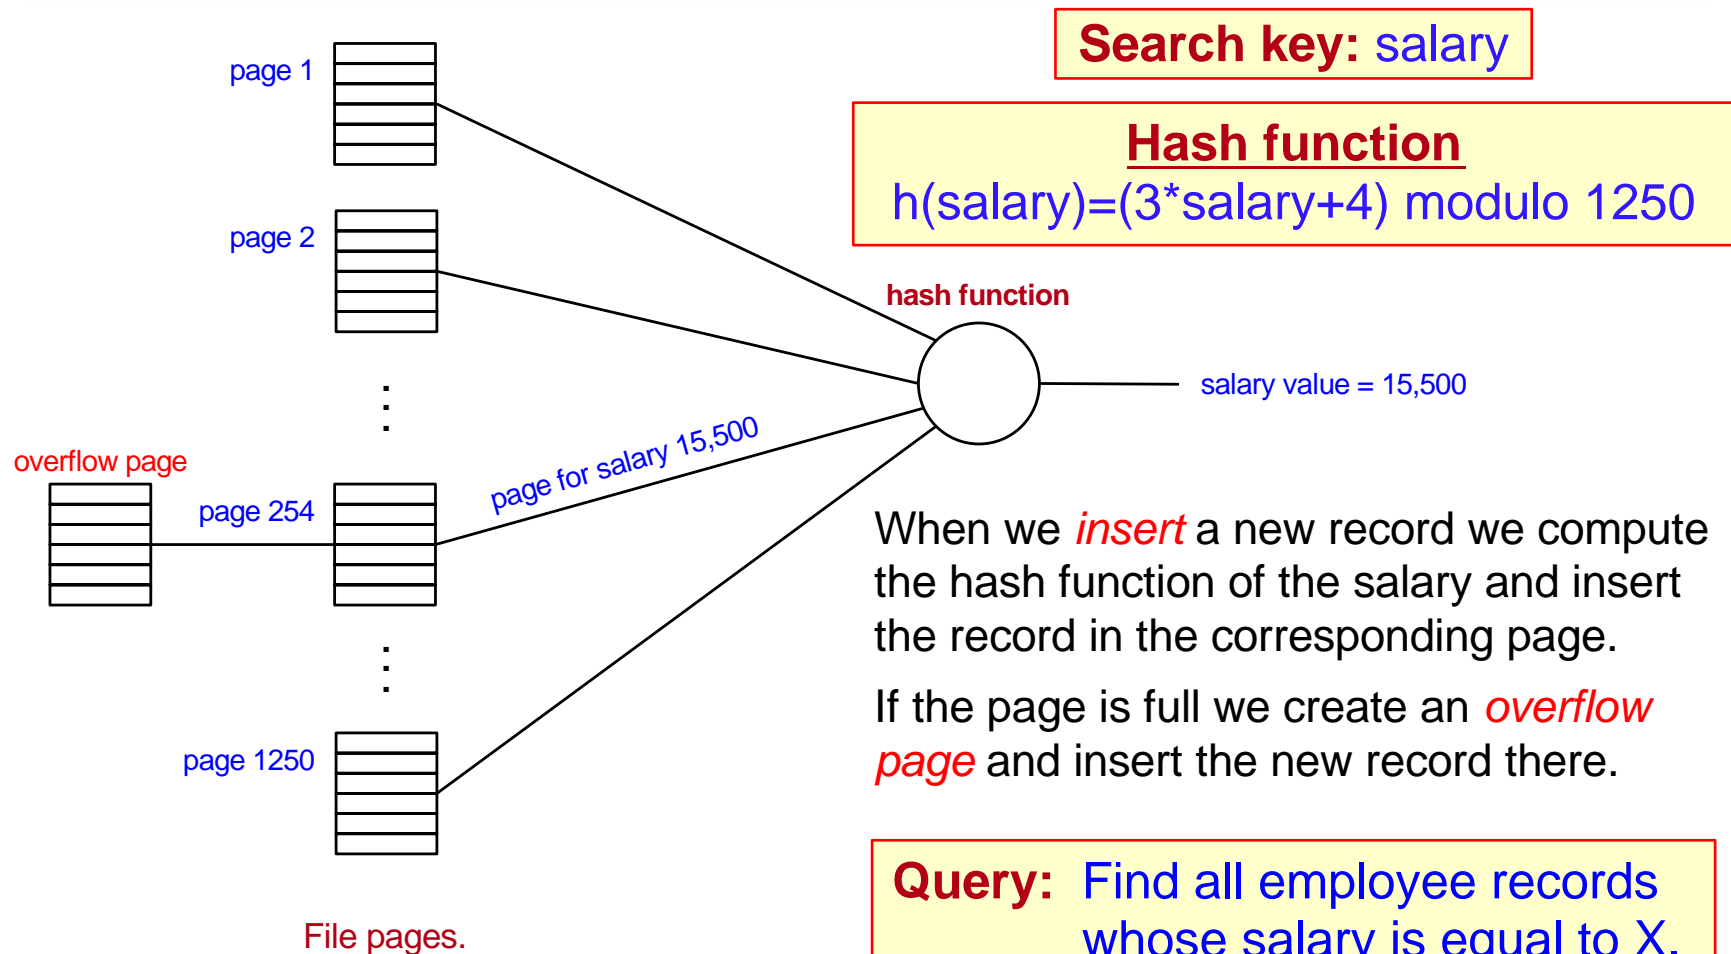 Search key: salary
Hash function
h(salary)=(3*salary+4) modulo 1250
page 1
page 2
hash function
salary value = 15,500
page for salary 15,500
overflow page
page 254
page 1250
File pages.
When we insert a new record we compute
the hash function of the salary and insert
the record in the corresponding page.
If the page is full we create an overflow
page and insert the new record there.
Query: Find all employee records
whose salary is equal to X.